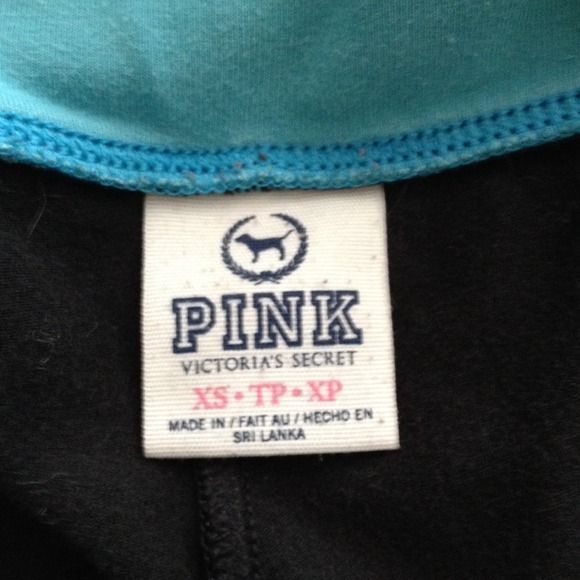 PINK
VICTORIA'S SECRET
XS • TP • XP
MADE IN / FAIT AU / HECHO EN
SRI LANKA